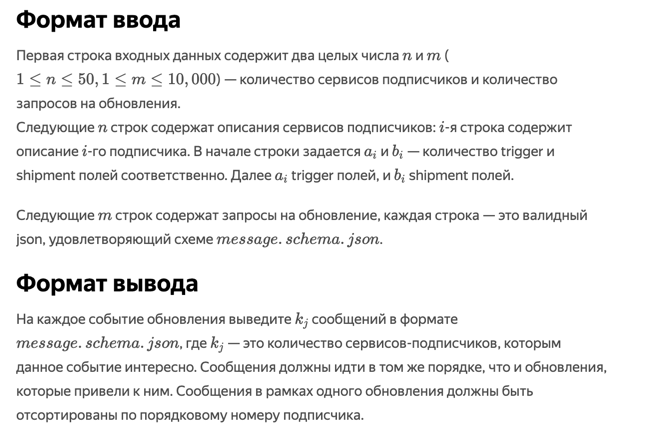 Формат ввода
Первая строка входных данных содержит два целых числа n и m (
1 ≤ n ≤ 50, 1 ≤ m ≤ 10, 000) — количество сервисов подписчиков и количество
запросов на обновления.
Следующие n строк содержат описания сервисов подписчиков: i-я строка содержит
описание i-го подписчика. В начале строки задается a_i и b_i — количество trigger и
shipment полей соответственно. Далее a_i trigger полей, и b_i shipment полей.
Следующие m строк содержат запросы на обновление, каждая строка — это валидный
json, удовлетворяющий схеме message. schema. json.
Формат вывода
На каждое событие обновления выведите k_j сообщений в формате
message. schema. json, где k_j — это количество сервисов-подписчиков, которым
данное событие интересно. Сообщения должны идти в том же порядке, что и обновления,
которые привели к ним. Сообщения в рамках одного обновления должны быть
отсортированы по порядковому номеру подписчика.